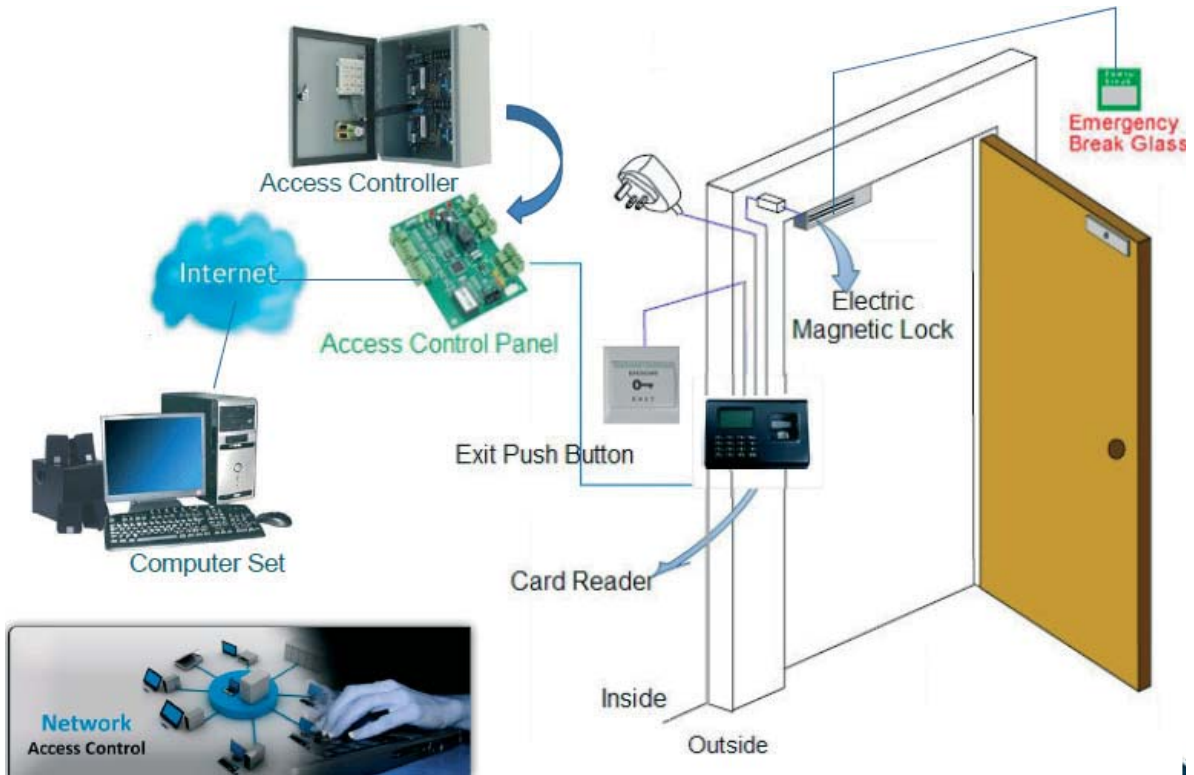 Access Controller
Internet
Access Control Panel
Emergency
Break Glass
Electric
Magnetic Lock
EXIT
Exit Push Button
Computer Set
Card Reader
Inside
Outside
Network
Access Control